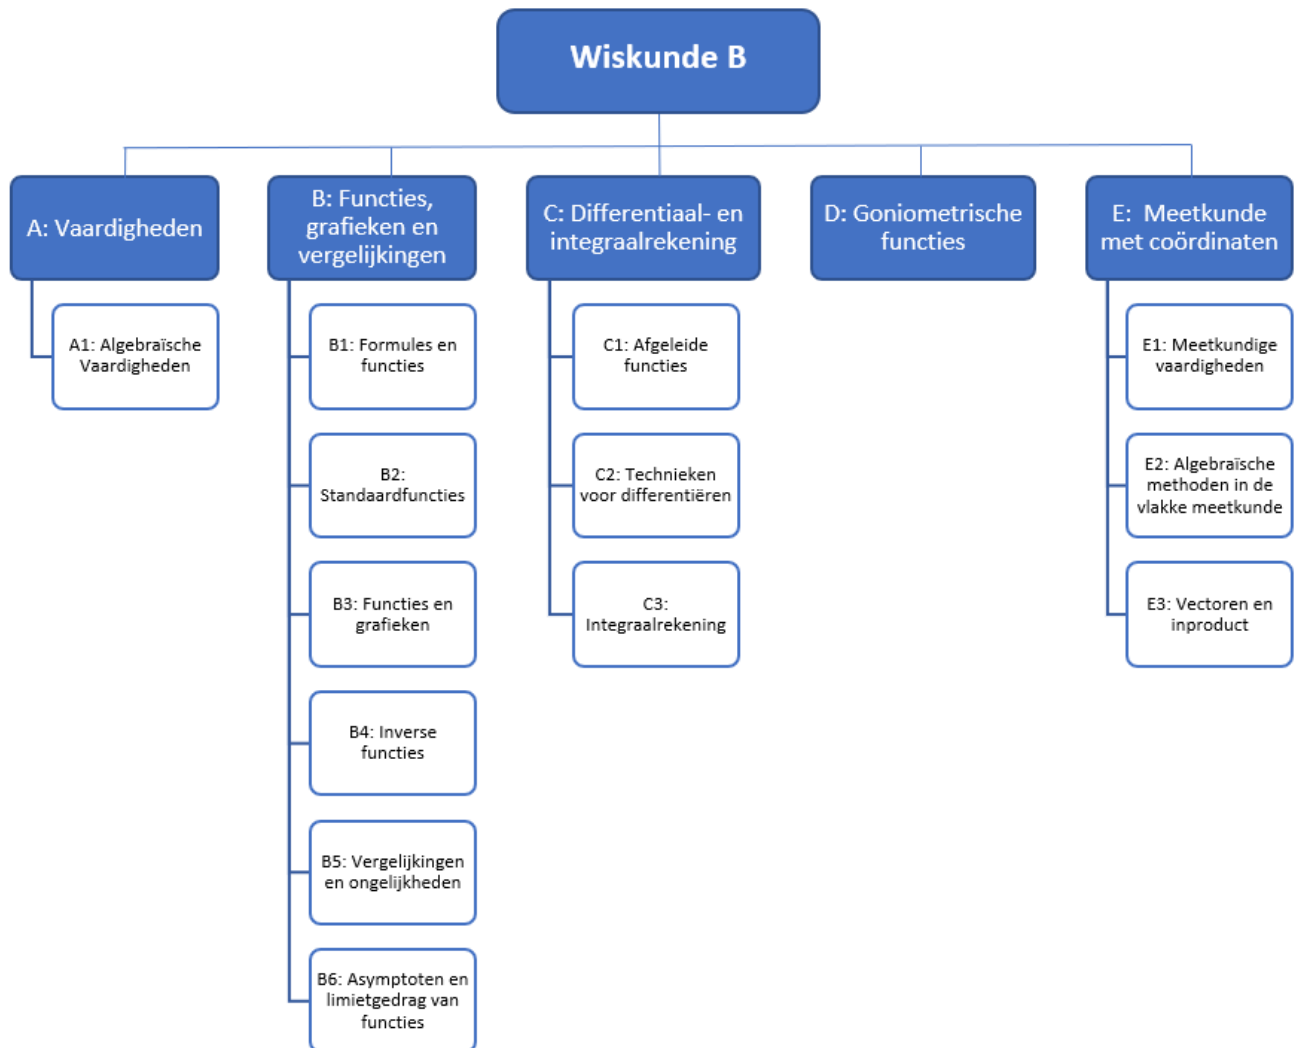 Wiskunde B
A: Vaardigheden
B: Functies,
grafieken en
vergelijkingen
C: Differentiaal- en
integraalrekening
D: Goniometrische
functies
E:  Meetkunde
met coördinaten
A1: Algebraïsche
Vaardigheden
B1: Formules en
functies
B2:
Standaardfuncties
B3: Functies en
grafieken
B4: Inverse
functies
B5: Vergelijkingen
en ongelijkheden
B6: Asymptoten en
limietgedrag van
functies
C1: Afgeleide
functies
C2: Technieken
voor differentiëren
C3:
Integraalrekening
E1: Meetkundige
vaardigheden
E2: Algebraïsche
methoden in de
vlakke meetkunde
E3: Vectoren en
inproduct